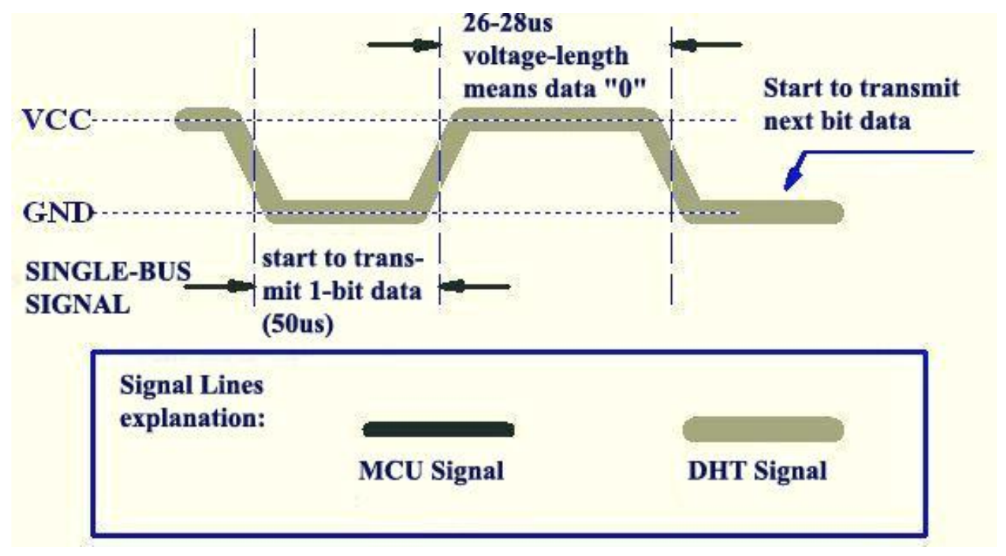 26-28us
voltage-length
means data "0"
Start to transmit
next bit data
VCC
GND
SINGLE-BUS
SIGNAL
start to trans-
mit 1-bit data
(50us)
Signal Lines
explanation:
MCU Signal
DHT Signal